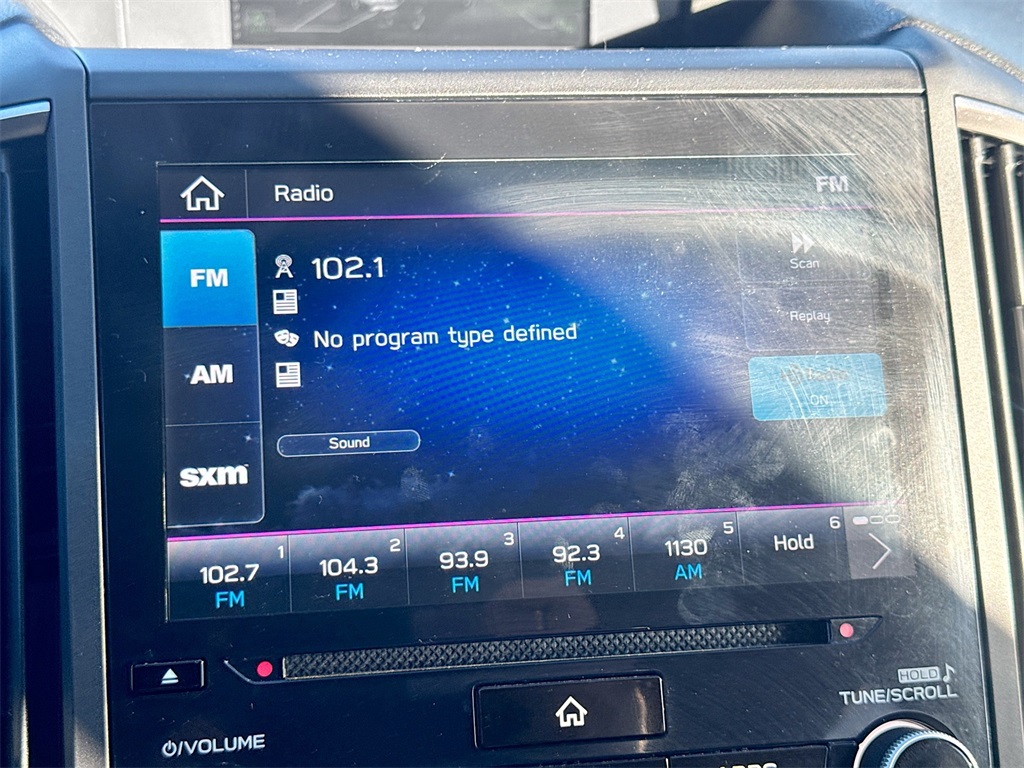 Radio
FM
FM
102.1
Scan
Replay
No program type defined
AM
ON
Sound
sxm
1
2
3
4
5
6
102.7
104.3
93.9
92.3
1130
Hold
FM
FM
FM
FM
AM
HOLD
TUNE/SCROLL
/VOLUME